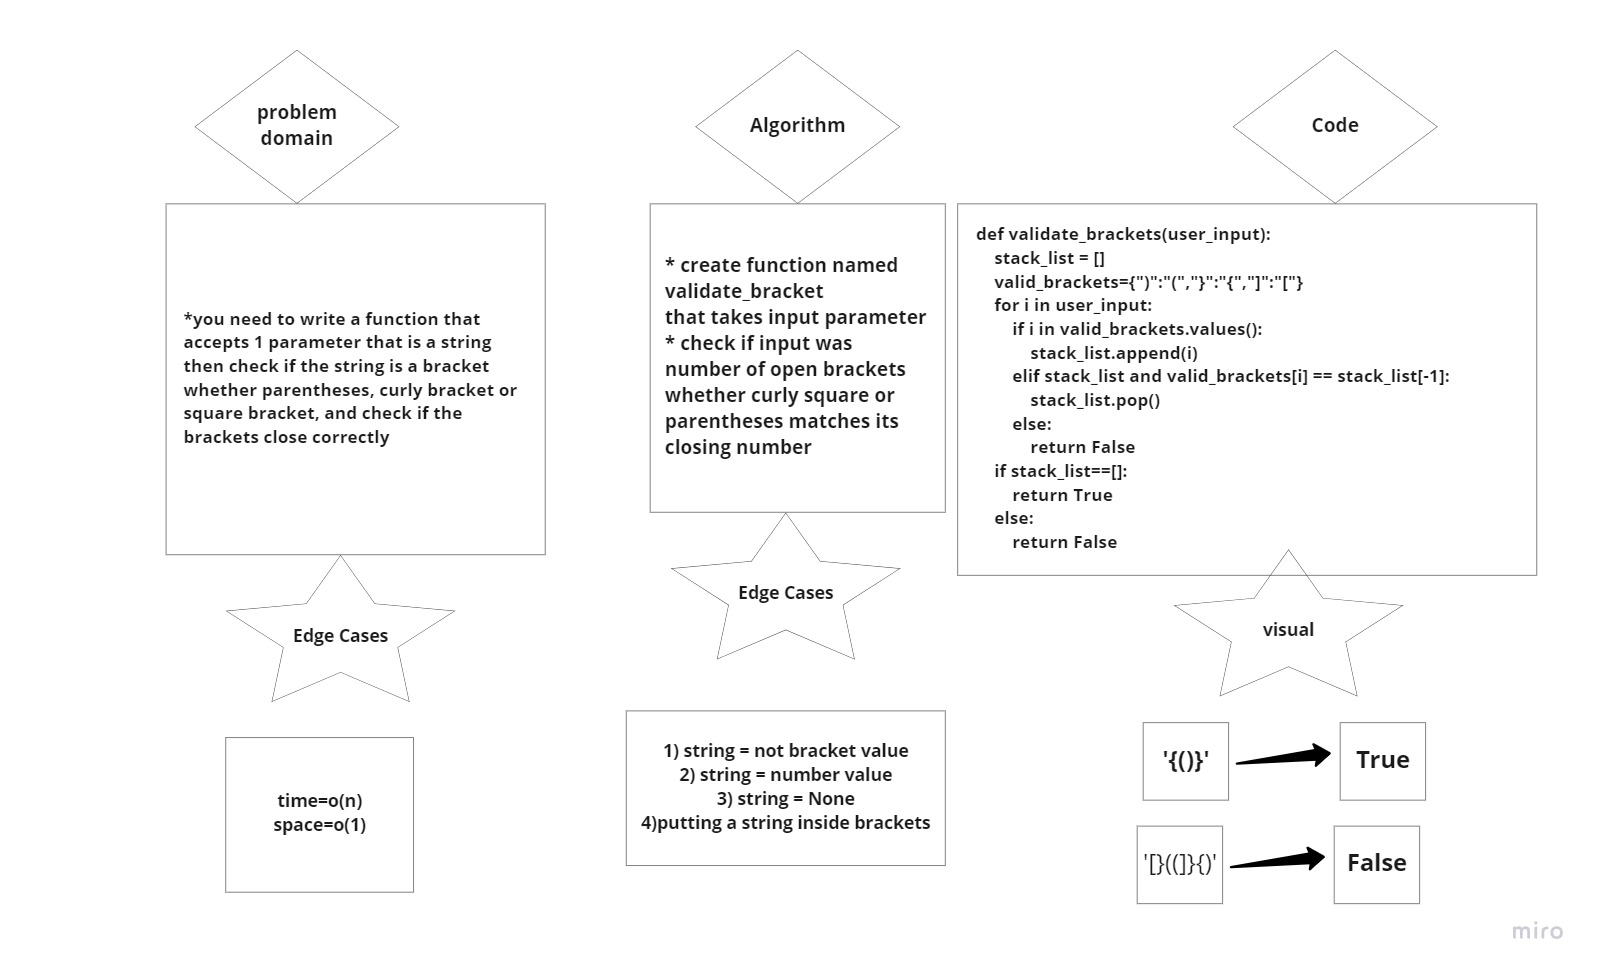 problem
domain
*you need to write a function that
accepts 1 parameter that is a string
then check if the string is a bracket
whether parentheses, curly bracket or
square bracket, and check if the
brackets close correctly
Edge Cases
time=o(n)
space=o(1)
Algorithm
* create function named
validate_bracket
that takes input parameter
* check if input was
number of open brackets
whether curly square or
parentheses matches its
closing number
Edge Cases
1) string = not bracket value
2) string = number value
3) string = None
4)putting a string inside brackets
Code
def validate_brackets(user_input):
    stack_list = []
    valid_brackets={")":"(","}":"{","]":"["}
    for i in user_input:
        if i in valid_brackets.values():
            stack_list.append(i)
        elif stack_list and valid_brackets[i] == stack_list[-1]:
            stack_list.pop()
        else:
            return False
    if stack_list==[]:
        return True
    else:
        return False
visual
'{()}'
True
'[}((]}{)'
False
miro